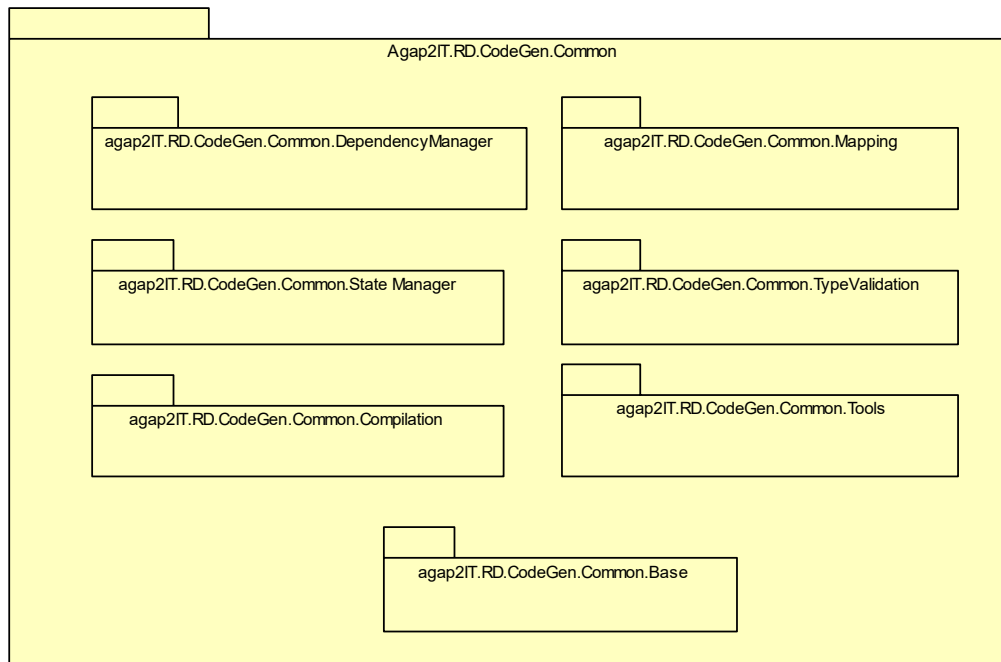 Agap2IT.RD.CodeGen.Common
agap2IT.RD.CodeGen.Common.DependencyManager
agap2IT.RD.CodeGen.Common.Mapping
agap2IT.RD.CodeGen.Common.State Manager
agap2IT.RD.CodeGen.Common.TypeValidation
agap2IT.RD.CodeGen.Common.Compilation
agap2IT.RD.CodeGen.Common.Tools
agap2IT.RD.CodeGen.Common.Base